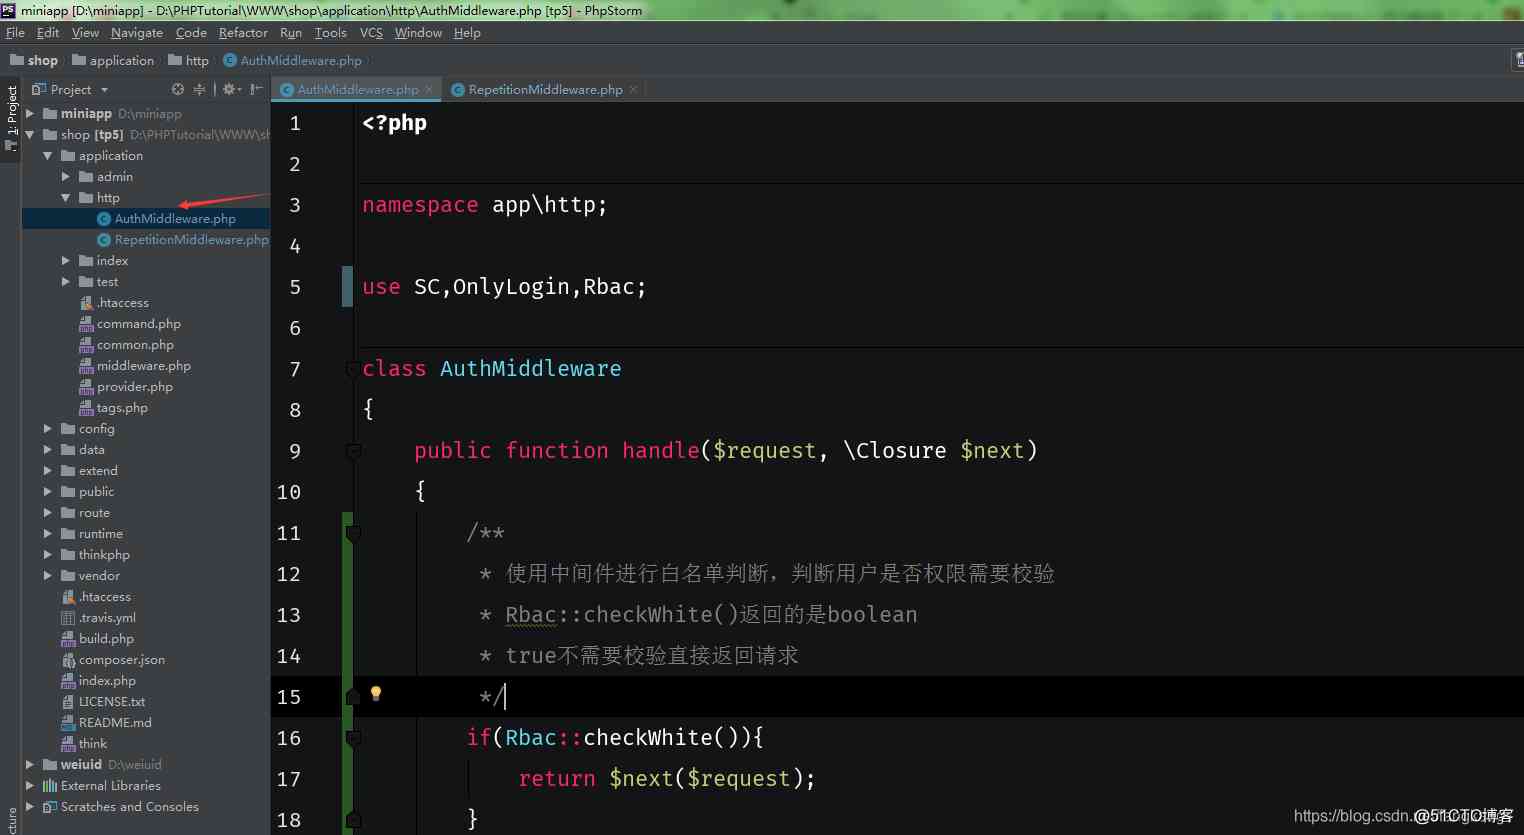 miniapp [D:\miniapp] - D:\PHPTutorial\WWW\shop\application\http\AuthMiddleware.php [tp5] - PhpStorm
File Edit View Navigate Code Refactor Run Tools VCS Window Help
shop application http AuthMiddleware.php
1: Project
Project
AuthMiddleware.php RepetitionMiddleware.php
miniapp D:\miniapp
shop [tp5] D:\PHPTutorial\WWW\sh
application
admin
http
AuthMiddleware.php
RepetitionMiddleware.php
index
test
.htaccess
command.php
common.php
middleware.php
provider.php
tags.php
config
data
extend
public
route
runtime
thinkphp
vendor
.htaccess
.travis.yml
build.php
composer.json
index.php
LICENSE.txt
README.md
think
weiuid D:\weiuid
External Libraries
Scratches and Consoles
cture
1 <?php
2
3 namespace app\http;
4
5 use SC,OnlyLogin,Rbac;
6
7 class AuthMiddleware
8 {
9 public function handle($request, \Closure $next)
10 {
11 /**
12 * 使用中间件进行白名单判断，判断用户是否权限需要校验
13 * Rbac::checkWhite()返回的是boolean
14 * true不需要校验直接返回请求
15 */
16 if(Rbac::checkWhite()){
17 return $next($request);
18 }
https://blog.csdn.n
@51CTO博客